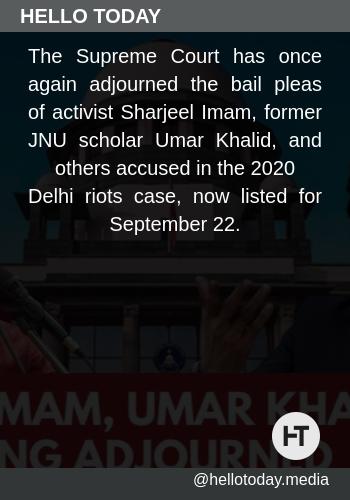 HELLO TODAY
The Supreme Court has once
again adjourned the bail pleas
of activist Sharjeel Imam, former
JNU scholar Umar Khalid, and
others accused in the 2020
Delhi riots case, now listed for
September 22.
MAM, UMAR KHA
NG ADJOURNED
HT
@hellotoday.media